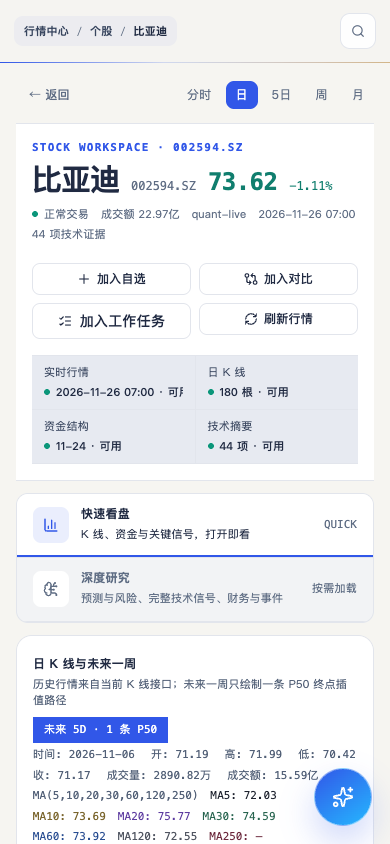 行情中心 / 个股 / 比亚迪
← 返回 分时 日 5日 周 月
STOCK WORKSPACE · 002594.SZ
比亚迪 002594.SZ 73.62 -1.11%
正常交易 成交额 22.97亿 quant-live 2026-11-26 07:00
44 项技术证据
加入自选 加入对比
加入工作任务 刷新行情
实时行情 日 K 线
2026-11-26 07:00 · 可用 180 根 · 可用
资金结构 技术摘要
11-24 · 可用 44 项 · 可用
快速看盘
K 线、资金与关键信号，打开即看 QUICK
深度研究
预测与风险、完整技术信号、财务与事件 按需加载
日 K 线与未来一周
历史行情来自当前 K 线接口；未来一周只绘制一条 P50 终点插
值路径
未来 5D · 1 条 P50
时间: 2026-11-06 开: 71.19 高: 71.99 低: 70.42
收: 71.17 成交量: 2890.82万 成交额: 15.59亿
MA(5,10,20,30,60,120,250) MA5: 72.03
MA10: 73.69 MA20: 75.77 MA30: 74.59
MA60: 73.92 MA120: 72.55 MA250: —